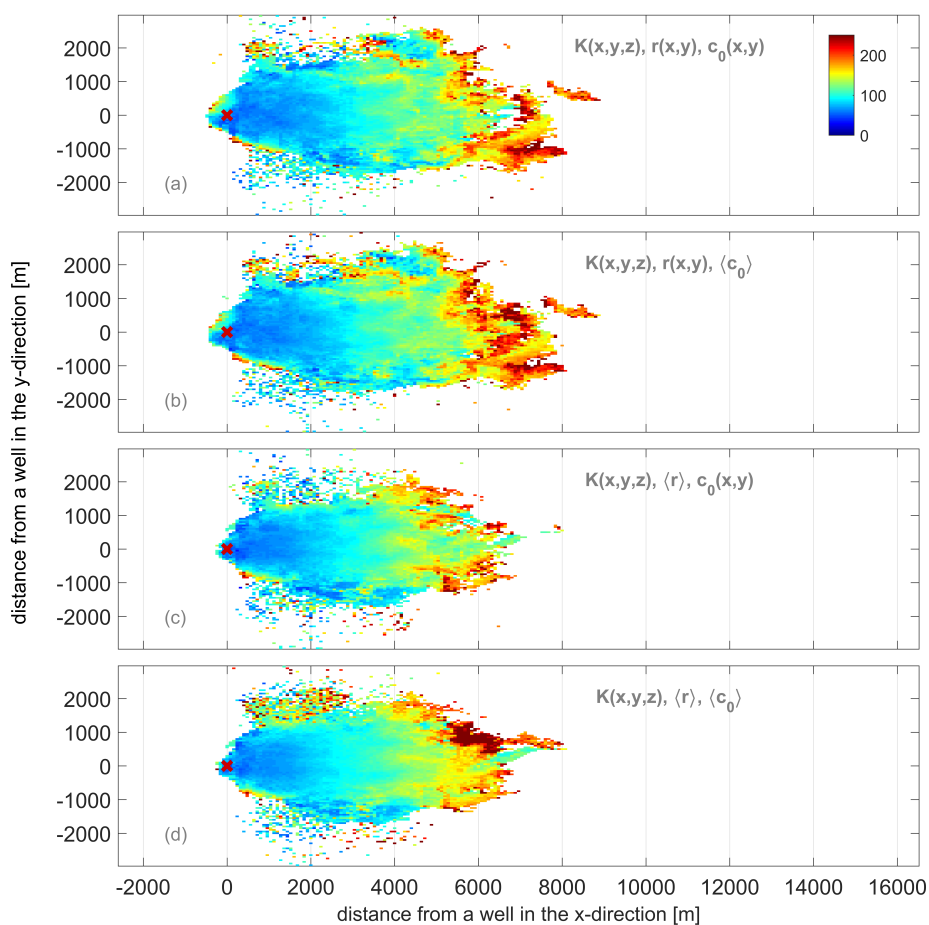 2000
1000
0
-1000
-2000
(a)
K(x,y,z), r(x,y), c₀(x,y)
200
100
0
2000
1000
0
-1000
-2000
(b)
K(x,y,z), r(x,y), ⟨c₀⟩
2000
1000
0
-1000
-2000
(c)
K(x,y,z), ⟨r⟩, c₀(x,y)
2000
1000
0
-1000
-2000
(d)
K(x,y,z), ⟨r⟩, ⟨c₀⟩
distance from a well in the y-direction [m]
-2000 0 2000 4000 6000 8000 10000 12000 14000 16000
distance from a well in the x-direction [m]